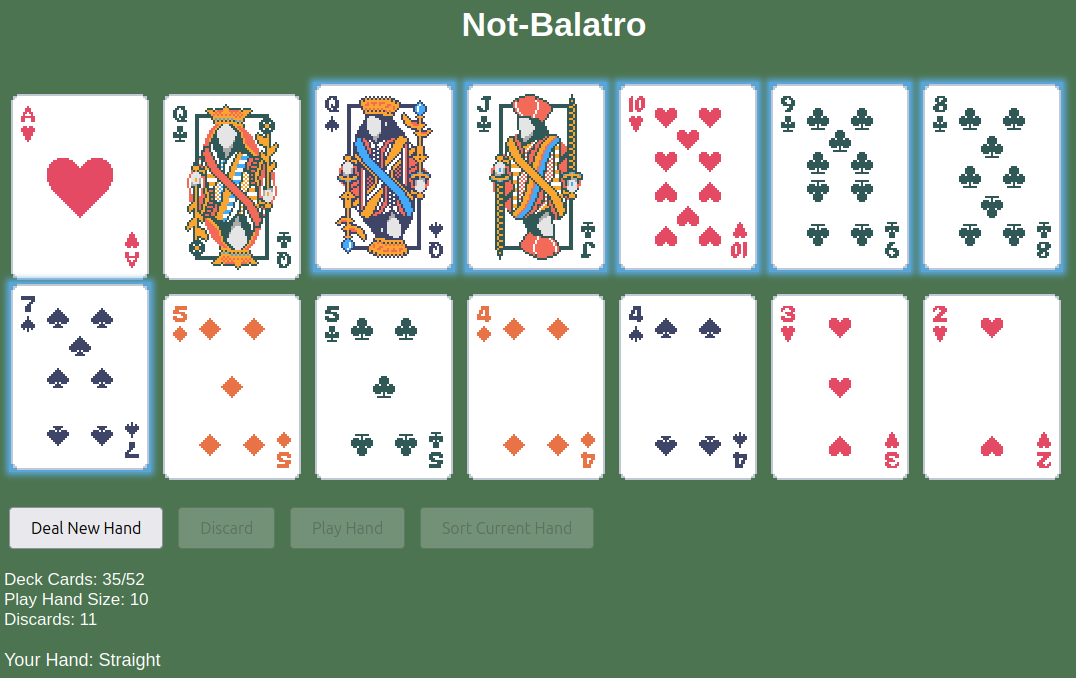 Not-Balatro
A
A
Q
Q
Q
Q
J
J
10
10
9
9
8
8
7
7
5
5
5
5
4
4
4
4
3
3
2
2
Deal New Hand
Discard
Play Hand
Sort Current Hand
Deck Cards: 35/52
Play Hand Size: 10
Discards: 11
Your Hand: Straight